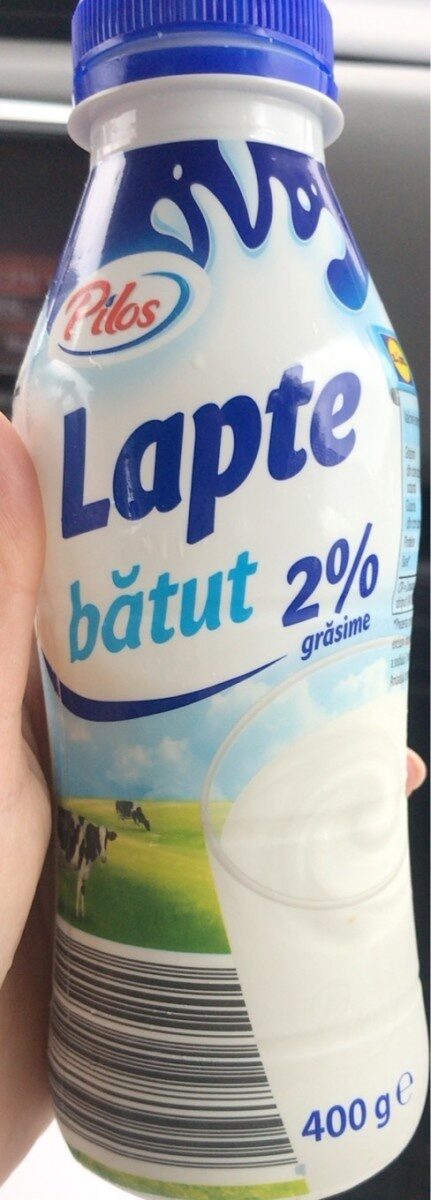 Pilos
Lapte
bătut 2%
grăsime
400 g e